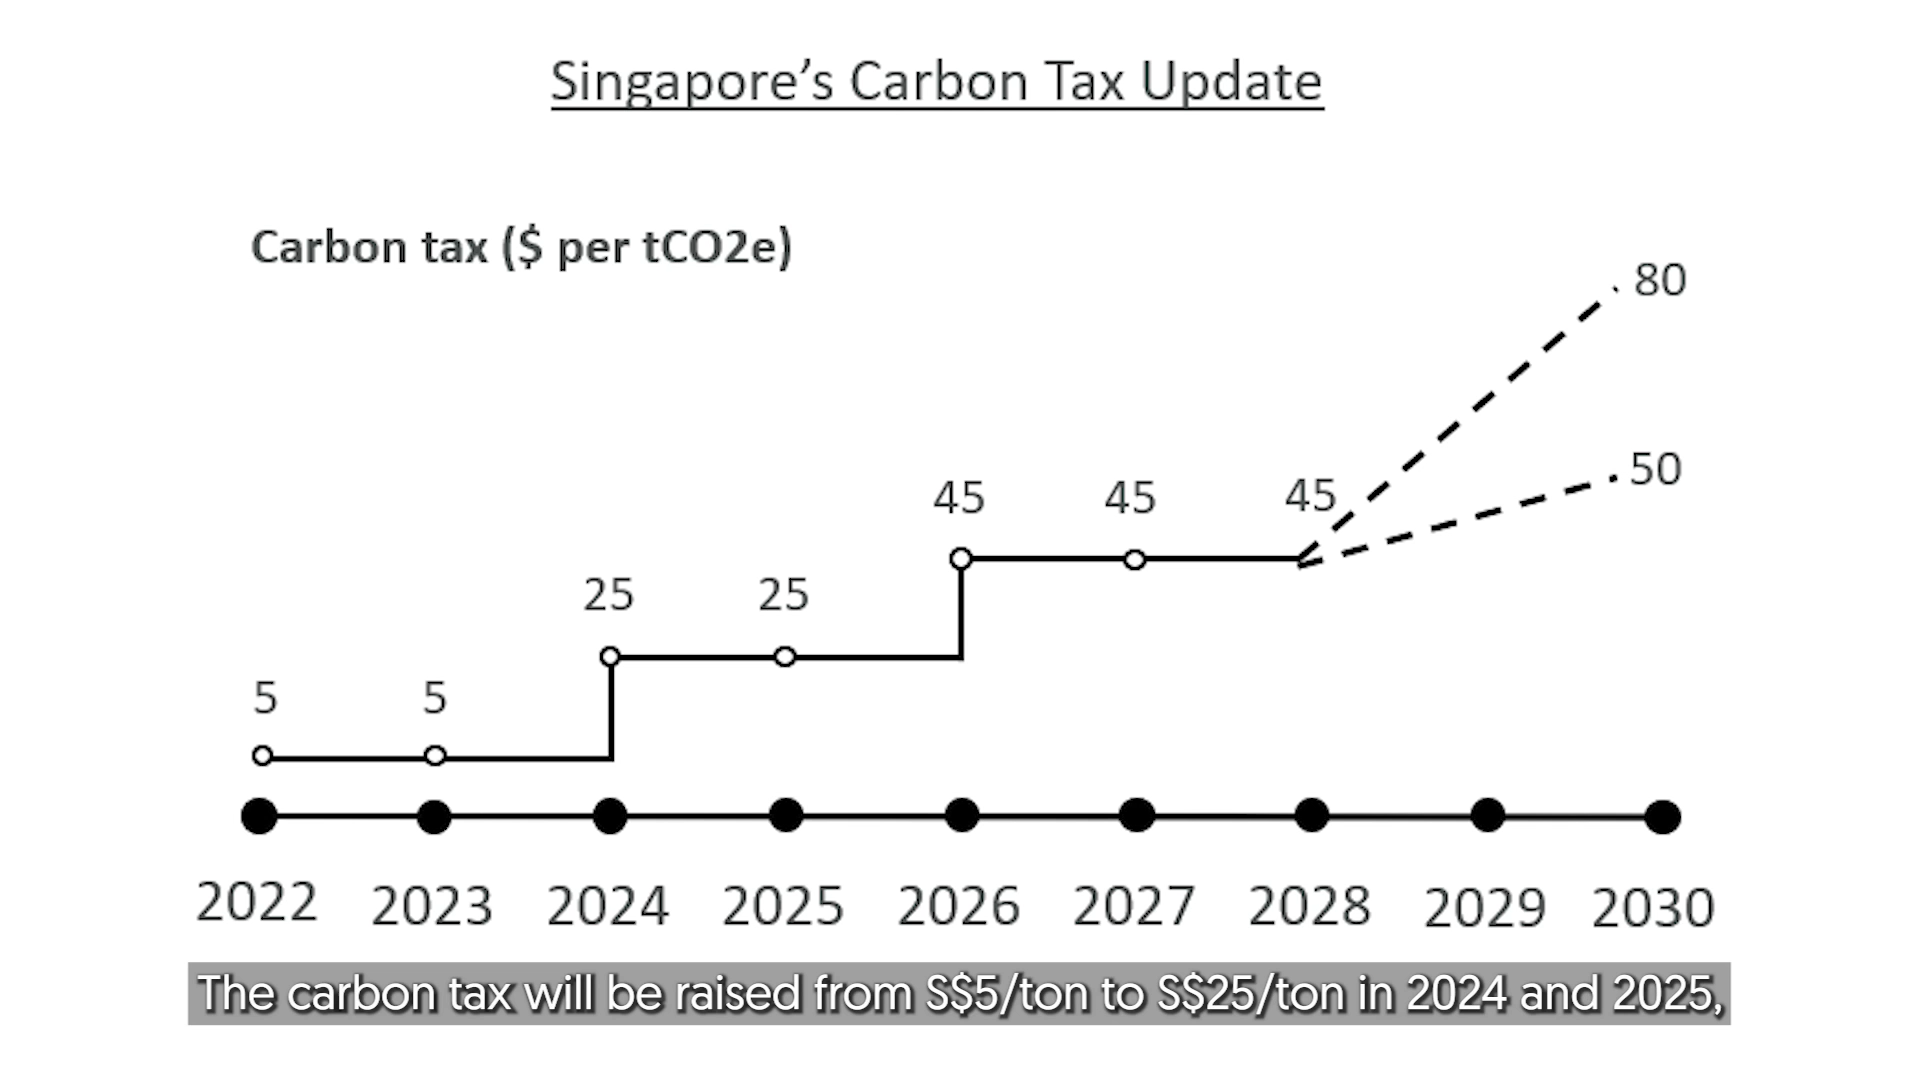 Singapore’s Carbon Tax Update
Carbon tax ($ per tCO2e)
80
50
45 45 45
25 25
5 5
2022 2023 2024 2025 2026 2027 2028 2029 2030
The carbon tax will be raised from S$5/ton to S$25/ton in 2024 and 2025,